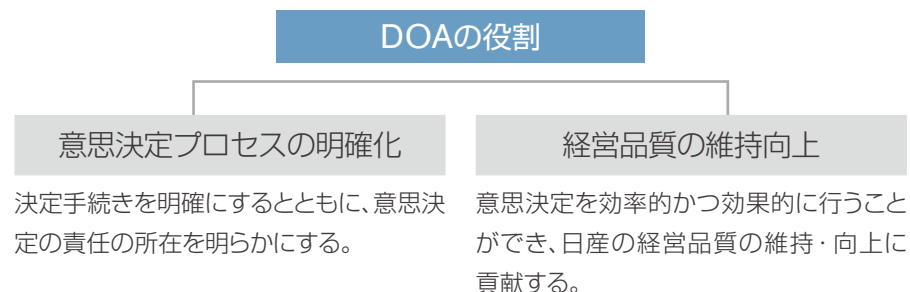 DOAの役割
意思決定プロセスの明確化
決定手続きを明確にするとともに、意思決
定の責任の所在を明らかにする。
経営品質の維持向上
意思決定を効率的かつ効果的に行うこと
ができ、日産の経営品質の維持・向上に
貢献する。